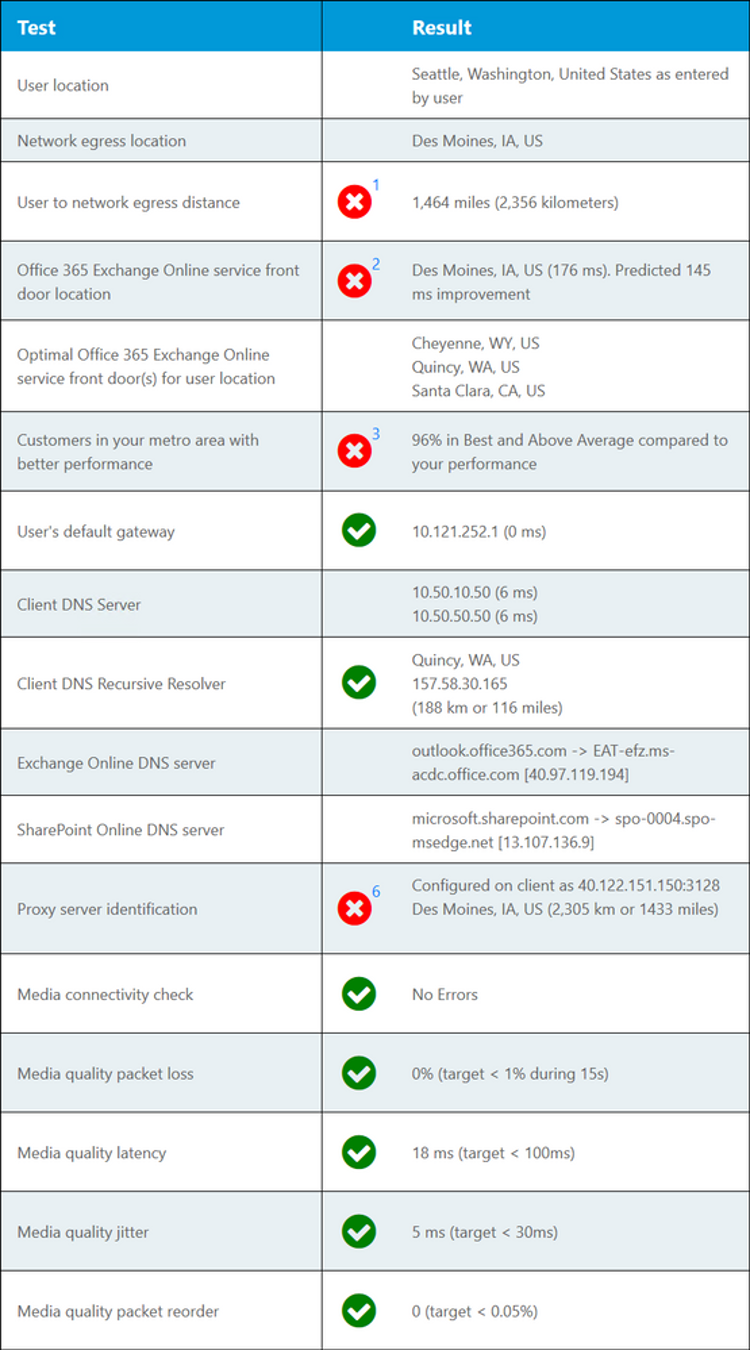 Test
Result
User location
Seattle, Washington, United States as entered
by user
Network egress location
Des Moines, IA, US
User to network egress distance
1
1,464 miles (2,356 kilometers)
Office 365 Exchange Online service front
door location
2
Des Moines, IA, US (176 ms). Predicted 145
ms improvement
Optimal Office 365 Exchange Online
service front door(s) for user location
Cheyenne, WY, US
Quincy, WA, US
Santa Clara, CA, US
Customers in your metro area with
better performance
3
96% in Best and Above Average compared to
your performance
User's default gateway
10.121.252.1 (0 ms)
Client DNS Server
10.50.10.50 (6 ms)
10.50.50.50 (6 ms)
Client DNS Recursive Resolver
Quincy, WA, US
157.58.30.165
(188 km or 116 miles)
Exchange Online DNS server
outlook.office365.com -> EAT-efz.ms-
acdc.office.com [40.97.119.194]
SharePoint Online DNS server
microsoft.sharepoint.com -> spo-0004.spo-
msedge.net [13.107.136.9]
Proxy server identification
6
Configured on client as 40.122.151.150:3128
Des Moines, IA, US (2,305 km or 1433 miles)
Media connectivity check
No Errors
Media quality packet loss
0% (target < 1% during 15s)
Media quality latency
18 ms (target < 100ms)
Media quality jitter
5 ms (target < 30ms)
Media quality packet reorder
0 (target < 0.05%)